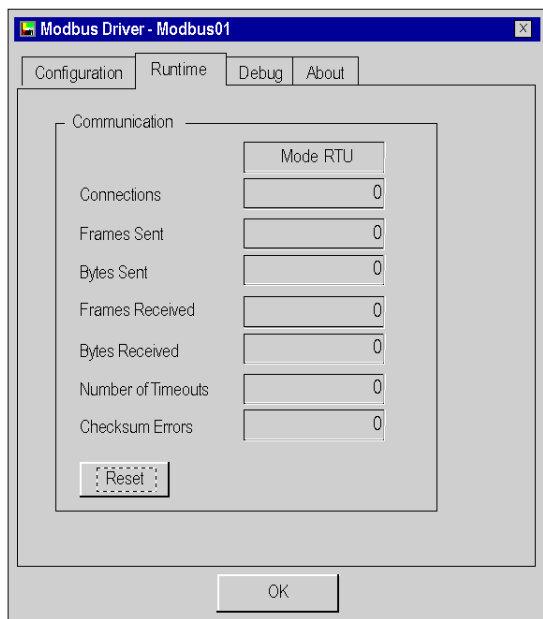 Modbus Driver - Modbus01
Configuration Runtime Debug About
Communication
Mode RTU
Connections 0
Frames Sent 0
Bytes Sent 0
Frames Received 0
Bytes Received 0
Number of Timeouts 0
Checksum Errors 0
Reset
OK